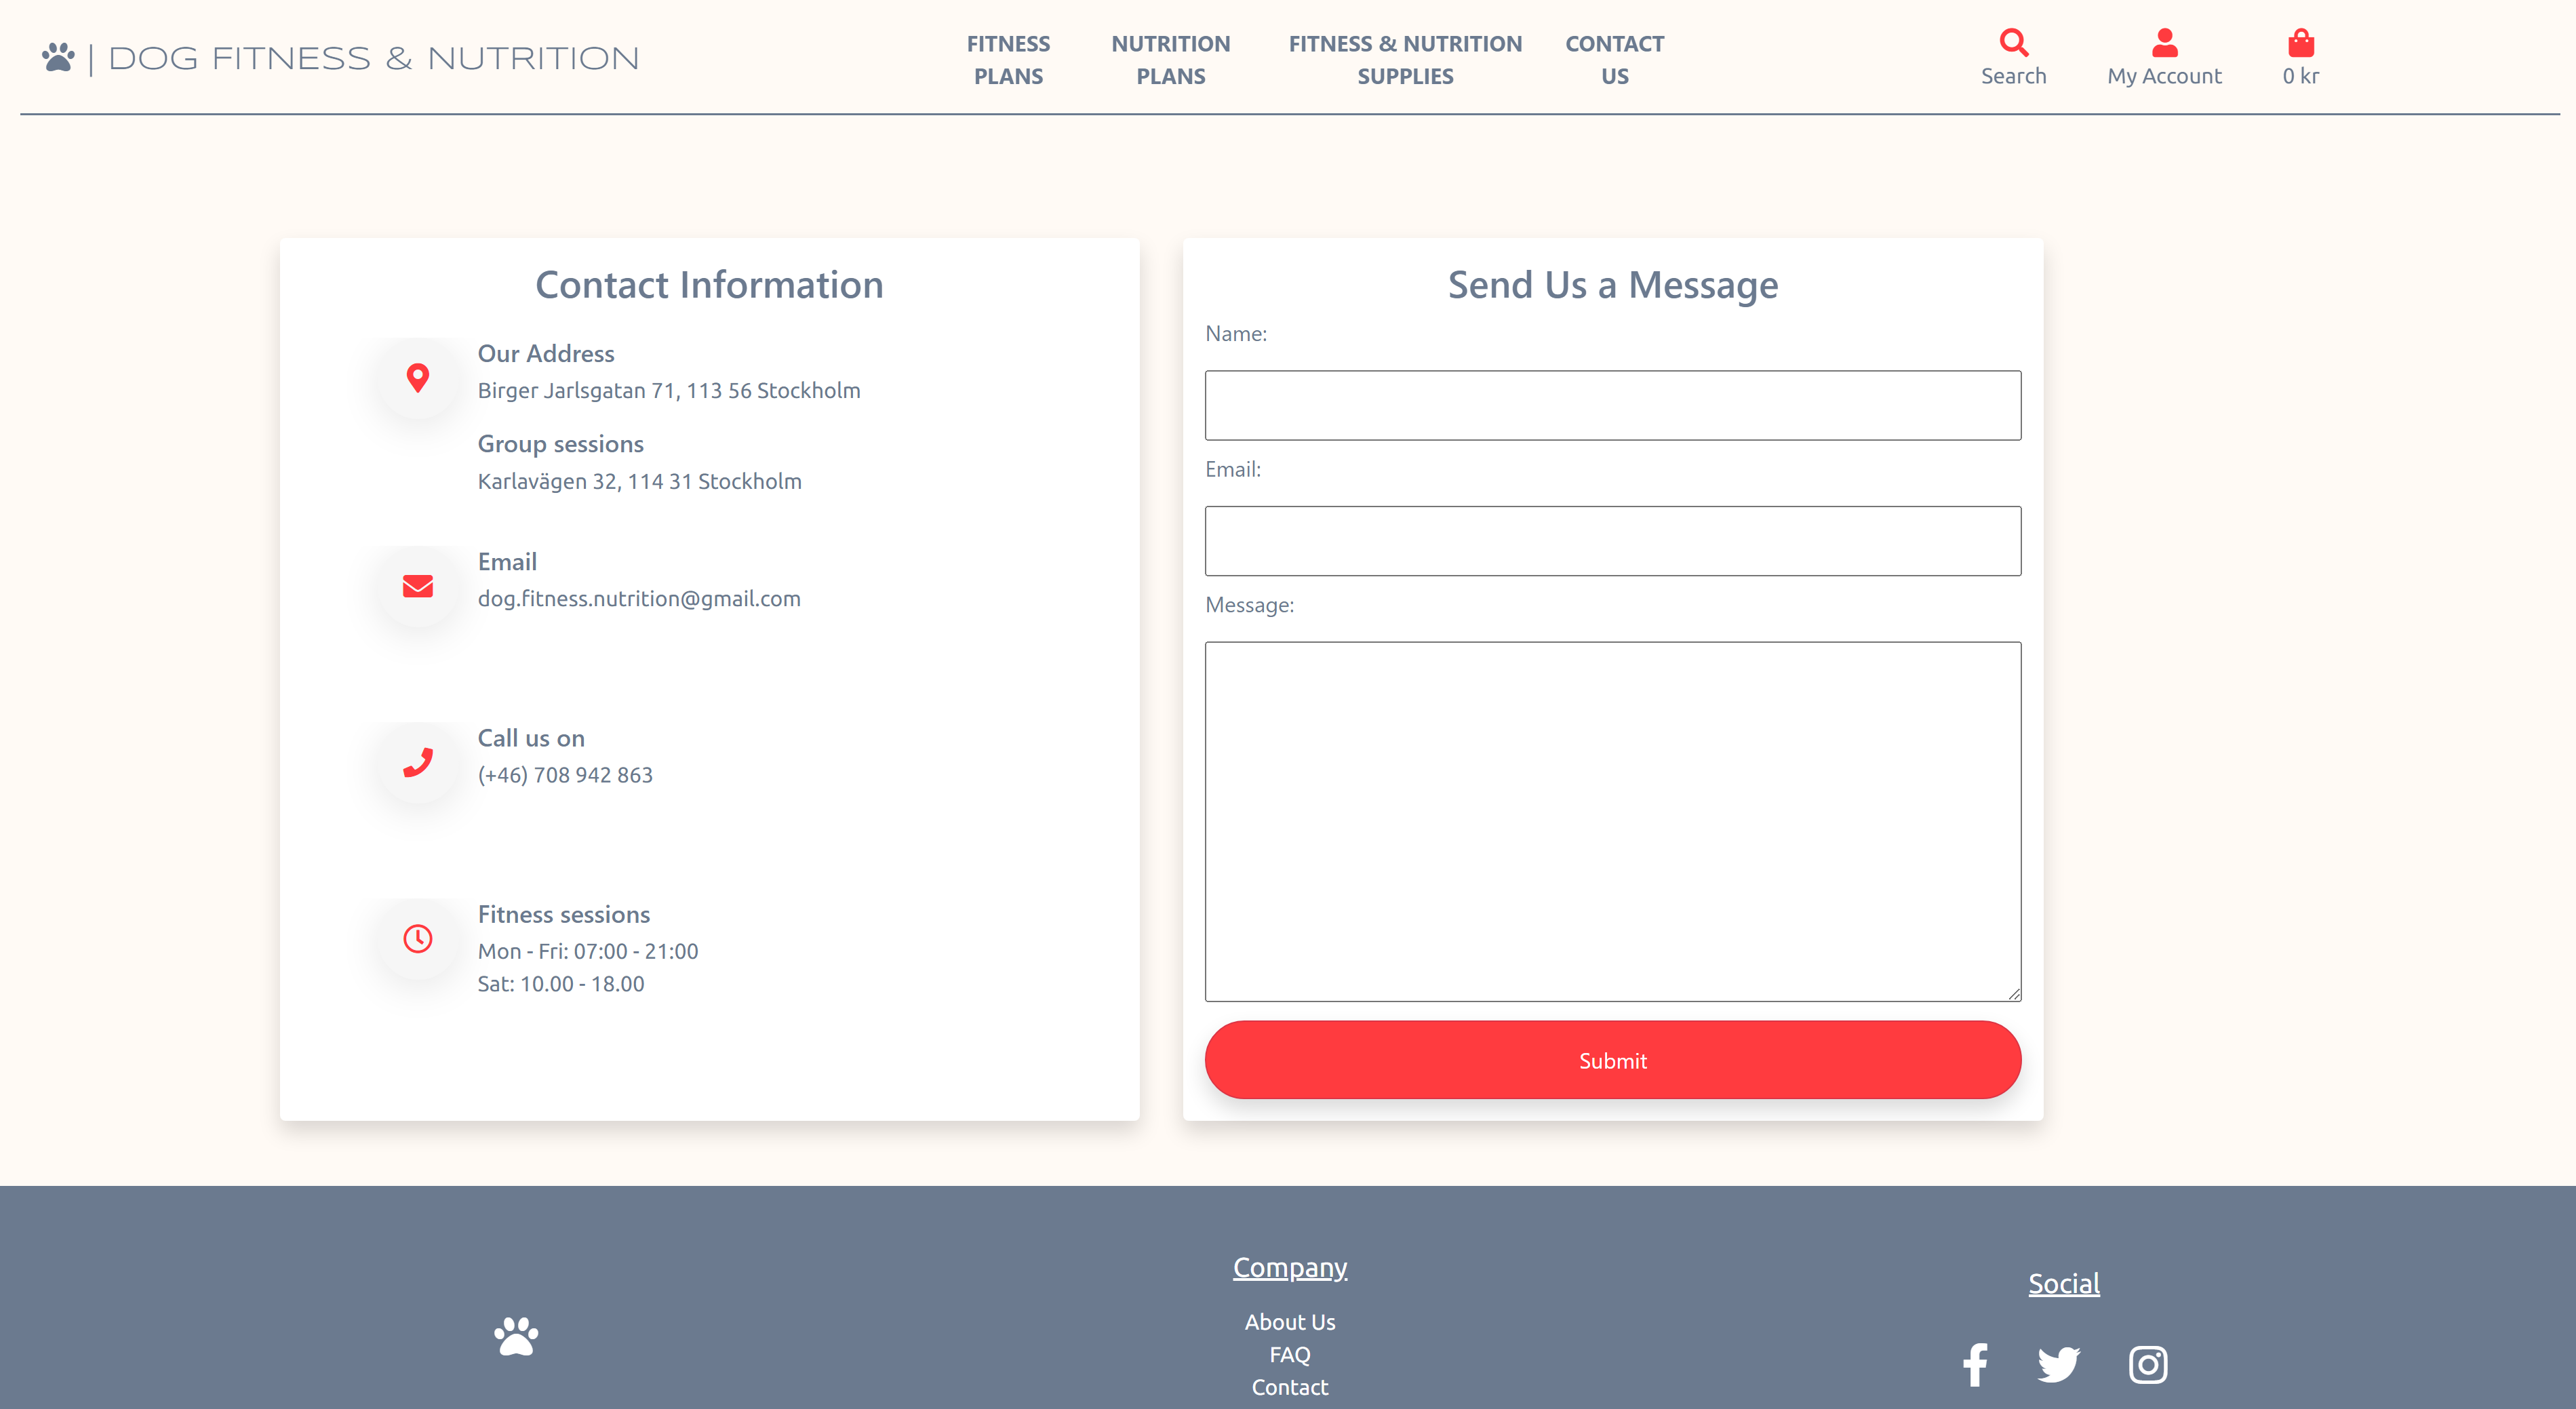 | DOG FITNESS & NUTRITION
FITNESS
PLANS
NUTRITION
PLANS
FITNESS & NUTRITION
SUPPLIES
CONTACT
US
Search
My Account
0 kr
Contact Information
Our Address
Birger Jarlsgatan 71, 113 56 Stockholm
Group sessions
Karlavägen 32, 114 31 Stockholm
Email
dog.fitness.nutrition@gmail.com
Call us on
(+46) 708 942 863
Fitness sessions
Mon - Fri: 07:00 - 21:00
Sat: 10.00 - 18.00
Send Us a Message
Name:
Email:
Message:
Submit
Company
About Us
FAQ
Contact
Social